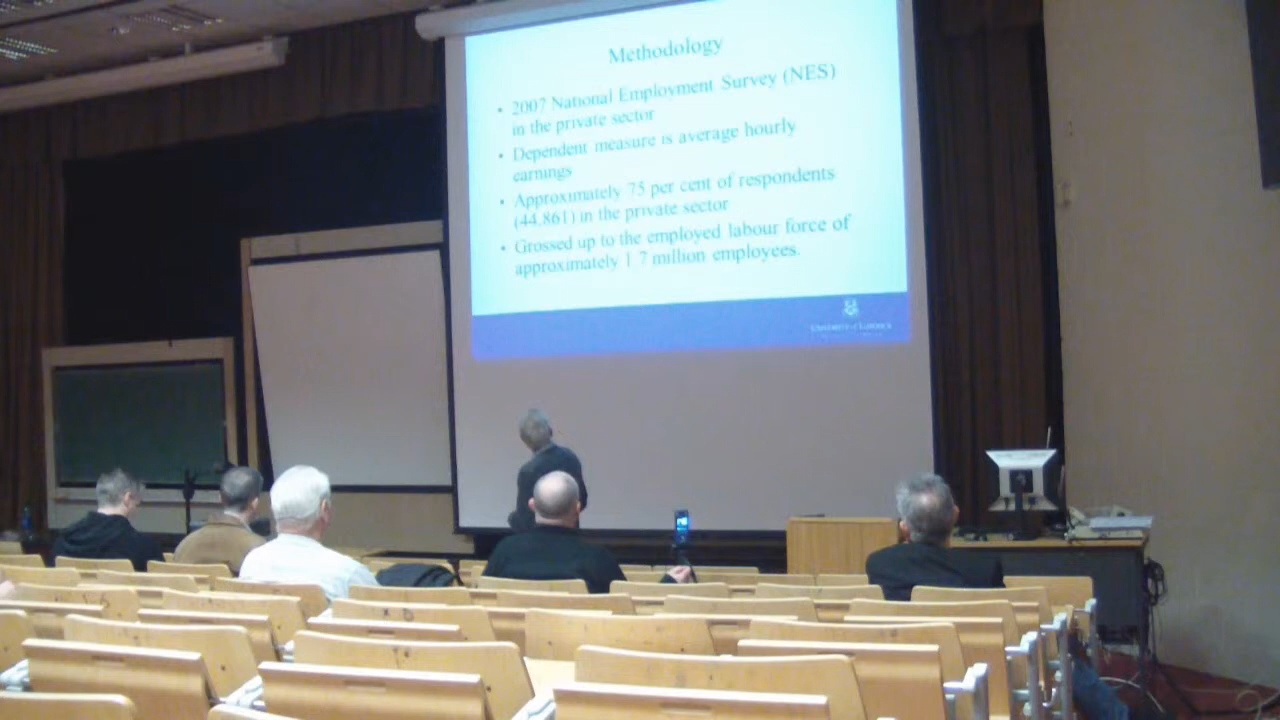 Methodology
• 2007 National Employment Survey (NES)
in the private sector
• Dependent measure is average hourly
earnings
• Approximately 75 per cent of respondents
(44.861) in the private sector
• Grossed up to the employed labour force of
approximately 1 7 million employees.